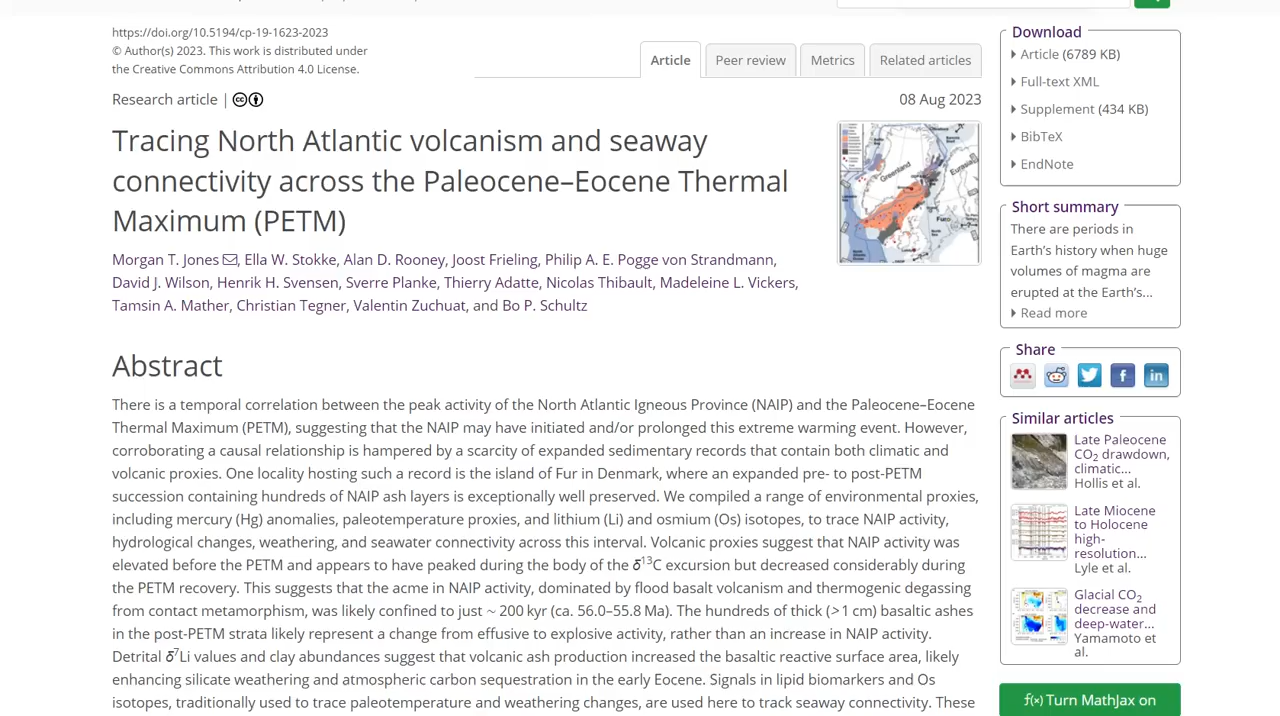 https://doi.org/10.5194/cp-19-1623-2023
© Author(s) 2023. This work is distributed under
the Creative Commons Attribution 4.0 License.
Article
Peer review
Metrics
Related articles
Research article |
08 Aug 2023
Tracing North Atlantic volcanism and seaway
connectivity across the Paleocene–Eocene Thermal
Maximum (PETM)
Morgan T. Jones, Ella W. Stokke, Alan D. Rooney, Joost Frieling, Philip A. E. Pogge von Strandmann,
David J. Wilson, Henrik H. Svensen, Sverre Planke, Thierry Adatte, Nicolas Thibault, Madeleine L. Vickers,
Tamsin A. Mather, Christian Tegner, Valentin Zuchuat, and Bo P. Schultz
Greenland
Abstract
There is a temporal correlation between the peak activity of the North Atlantic Igneous Province (NAIP) and the Paleocene–Eocene
Thermal Maximum (PETM), suggesting that the NAIP may have initiated and/or prolonged this extreme warming event. However,
corroborating a causal relationship is hampered by a scarcity of expanded sedimentary records that contain both climatic and
volcanic proxies. One locality hosting such a record is the island of Fur in Denmark, where an expanded pre- to post-PETM
succession containing hundreds of NAIP ash layers is exceptionally well preserved. We compiled a range of environmental proxies,
including mercury (Hg) anomalies, paleotemperature proxies, and lithium (Li) and osmium (Os) isotopes, to trace NAIP activity,
hydrological changes, weathering, and seawater connectivity across this interval. Volcanic proxies suggest that NAIP activity was
elevated before the PETM and appears to have peaked during the body of the δ¹³C excursion but decreased considerably during
the PETM recovery. This suggests that the acme in NAIP activity, dominated by flood basalt volcanism and thermogenic degassing
from contact metamorphism, was likely confined to just ∼ 200 kyr (ca. 56.0–55.8 Ma). The hundreds of thick (> 1 cm) basaltic ashes
in the post-PETM strata likely represent a change from effusive to explosive activity, rather than an increase in NAIP activity.
Detrital δ⁷Li values and clay abundances suggest that volcanic ash production increased the basaltic reactive surface area, likely
enhancing silicate weathering and atmospheric carbon sequestration in the early Eocene. Signals in lipid biomarkers and Os
isotopes, traditionally used to trace paleotemperature and weathering changes, are used here to track seaway connectivity. These
Download
Article (6789 KB)
Full-text XML
Supplement (434 KB)
BibTeX
EndNote
Short summary
There are periods in
Earth's history when huge
volumes of magma are
erupted at the Earth's...
Read more
Share
f
in
Similar articles
Late Paleocene
CO₂ drawdown,
climatic...
Hollis et al.
Late Miocene
to Holocene
high-
resolution...
Lyle et al.
Glacial CO₂
decrease and
deep-water...
Yamamoto et
al.
f(x) Turn MathJax on